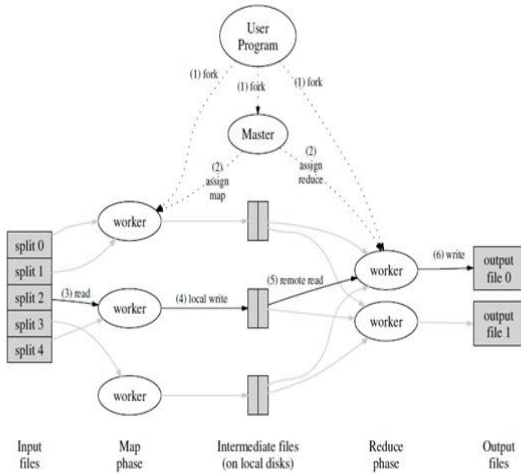 User
Program
(1) fork
(1) fork
(1) fork
Master
(2)
assign
map
(2)
assign
reduce
worker
split 0
split 1
split 2
split 3
split 4
(3) read
worker
(4) local write
(5) remote read
worker
(6) write
output
file 0
worker
output
file 1
worker
Input
files
Map
phase
Intermediate files
(on local disks)
Reduce
phase
Output
files